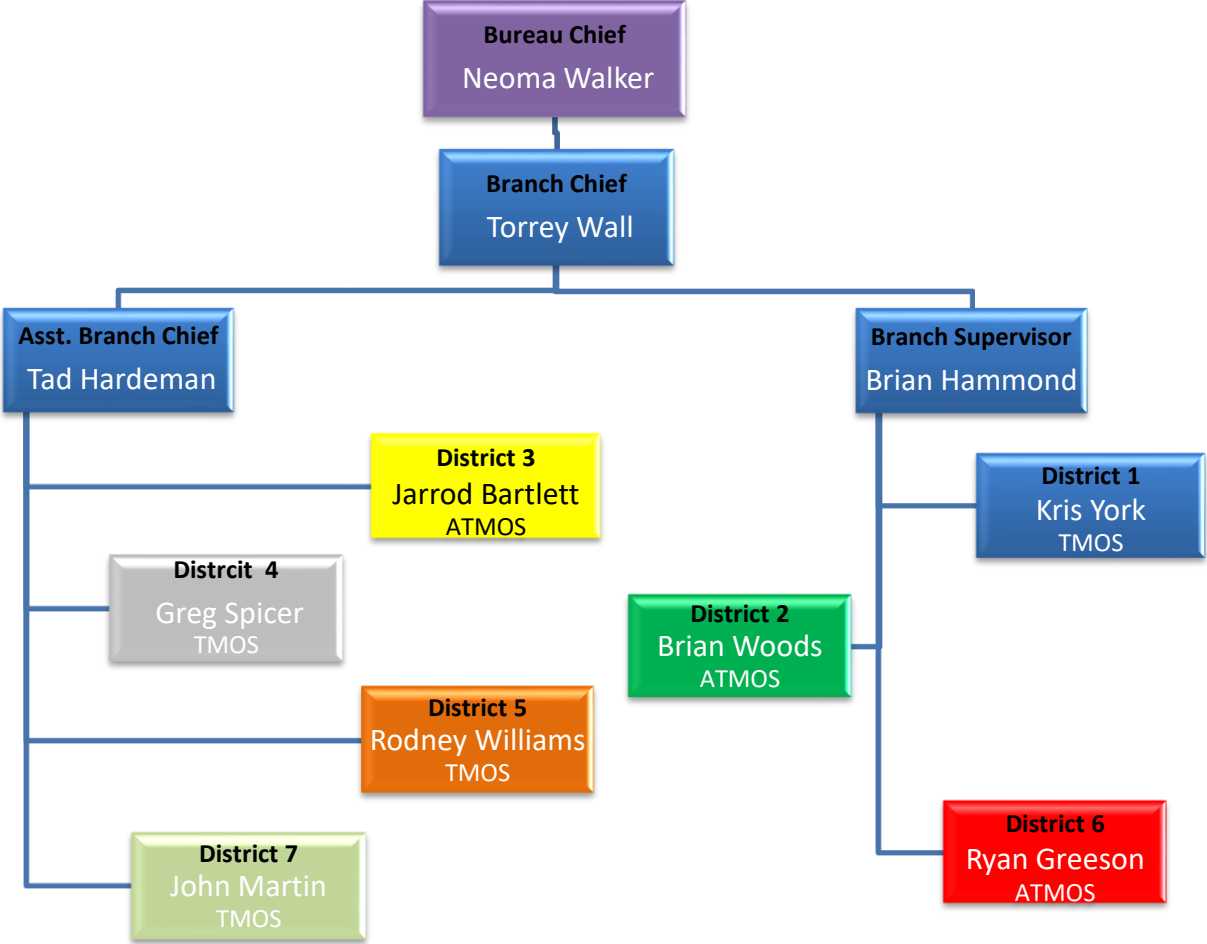 Bureau Chief
Neoma Walker
Branch Chief
Torrey Wall
Asst. Branch Chief
Tad Hardeman
Branch Supervisor
Brian Hammond
District 3
Jarrod Bartlett
ATMOS
District 1
Kris York
TMOS
Distrcit  4
Greg Spicer
TMOS
District 2
Brian Woods
ATMOS
District 5
Rodney Williams
TMOS
District 6
Ryan Greeson
ATMOS
District 7
John Martin
TMOS